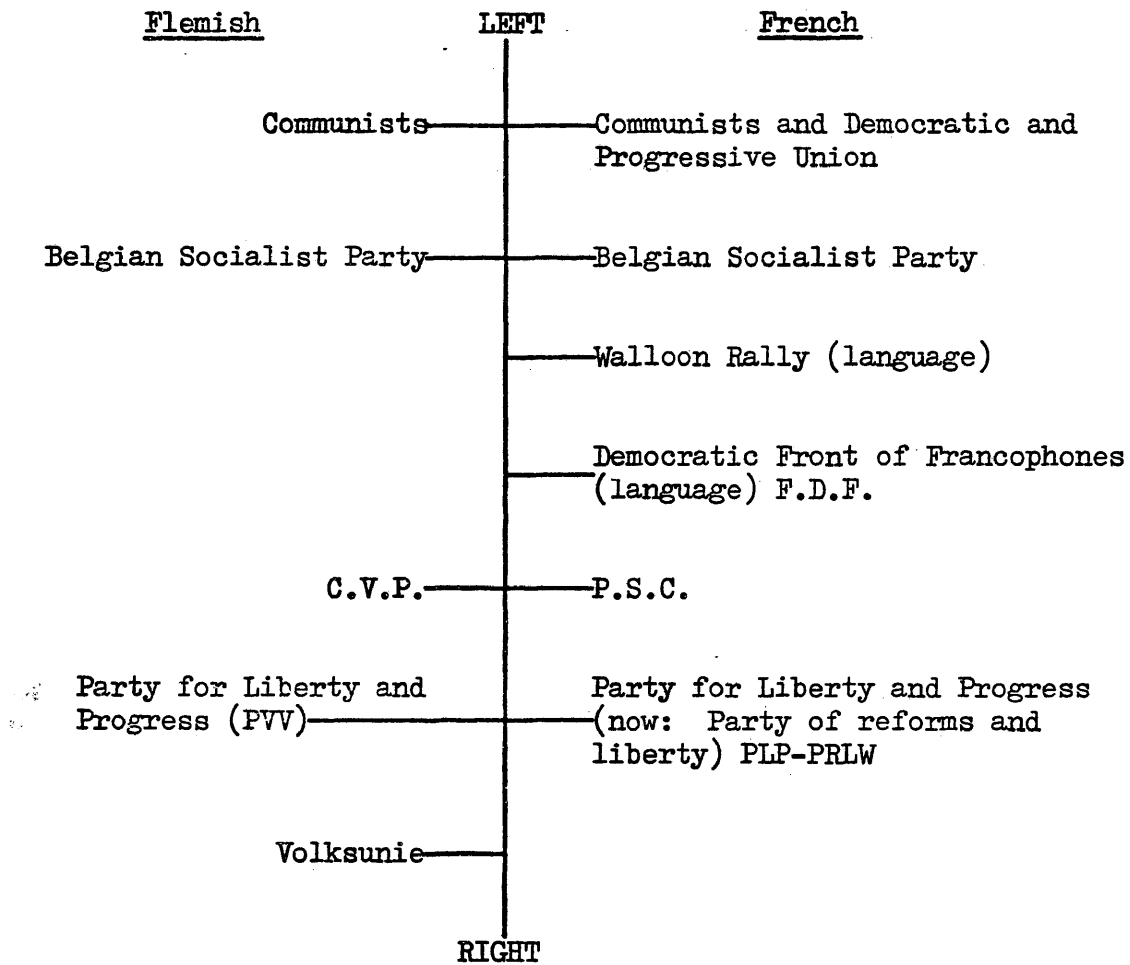 Flemish LEFT French
Communists Communists and Democratic and
Progressive Union
Belgian Socialist Party Belgian Socialist Party
Walloon Rally (language)
Democratic Front of Francophones
(language) F.D.F.
C.V.P. P.S.C.
Party for Liberty and Party for Liberty and Progress
Progress (PVV) (now: Party of reforms and
liberty) PLP-PRLW
Volksunie
RIGHT